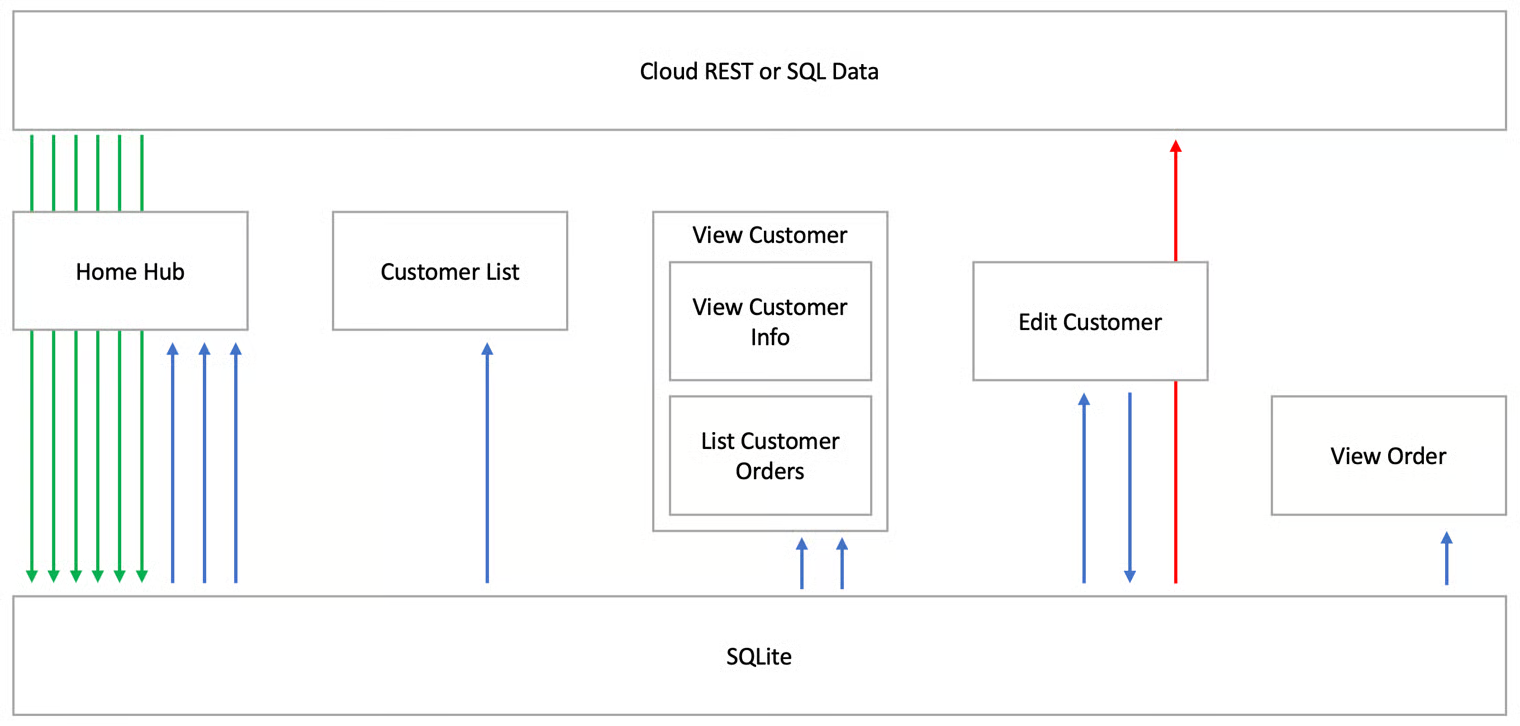 Cloud REST or SQL Data
Home Hub
Customer List
View Customer
View Customer
Info
List Customer
Orders
Edit Customer
View Order
SQLite